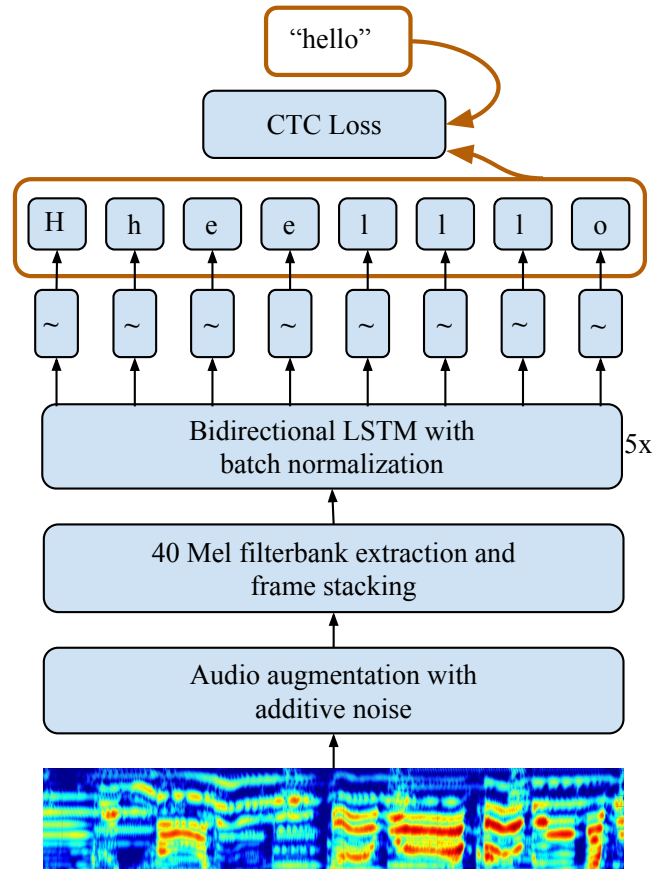 “hello”
CTC Loss
H h e e l l l o
~ ~ ~ ~ ~ ~ ~ ~
Bidirectional LSTM with
batch normalization
5x
40 Mel filterbank extraction and
frame stacking
Audio augmentation with
additive noise